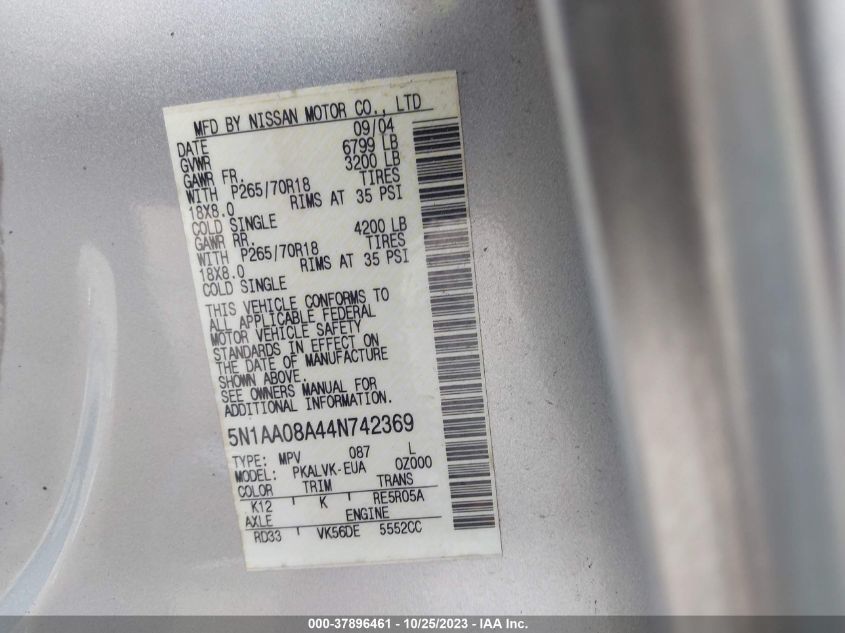 MFD BY NISSAN MOTOR CO., LTD
DATE 09/04
GVWR 6799 LB
GAWR FR. 3200 LB
WITH P265/70R18 TIRES
18X8.0 RIMS AT 35 PSI
COLD SINGLE
GAWR RR. 4200 LB
WITH P265/70R18 TIRES
18X8.0 RIMS AT 35 PSI
COLD SINGLE
THIS VEHICLE CONFORMS TO
ALL APPLICABLE FEDERAL
MOTOR VEHICLE SAFETY
STANDARDS IN EFFECT ON
THE DATE OF MANUFACTURE
SHOWN ABOVE.
SEE OWNERS MANUAL FOR
ADDITIONAL INFORMATION.
5N1AA08A44N742369
TYPE: MPV 087 L
MODEL: PKALVK-EUA 0Z000
COLOR TRIM TRANS
K12 K RE5R05A
AXLE ENGINE
RD33 VK56DE 5552CC
000-37896461 - 10/25/2023 - IAA Inc.